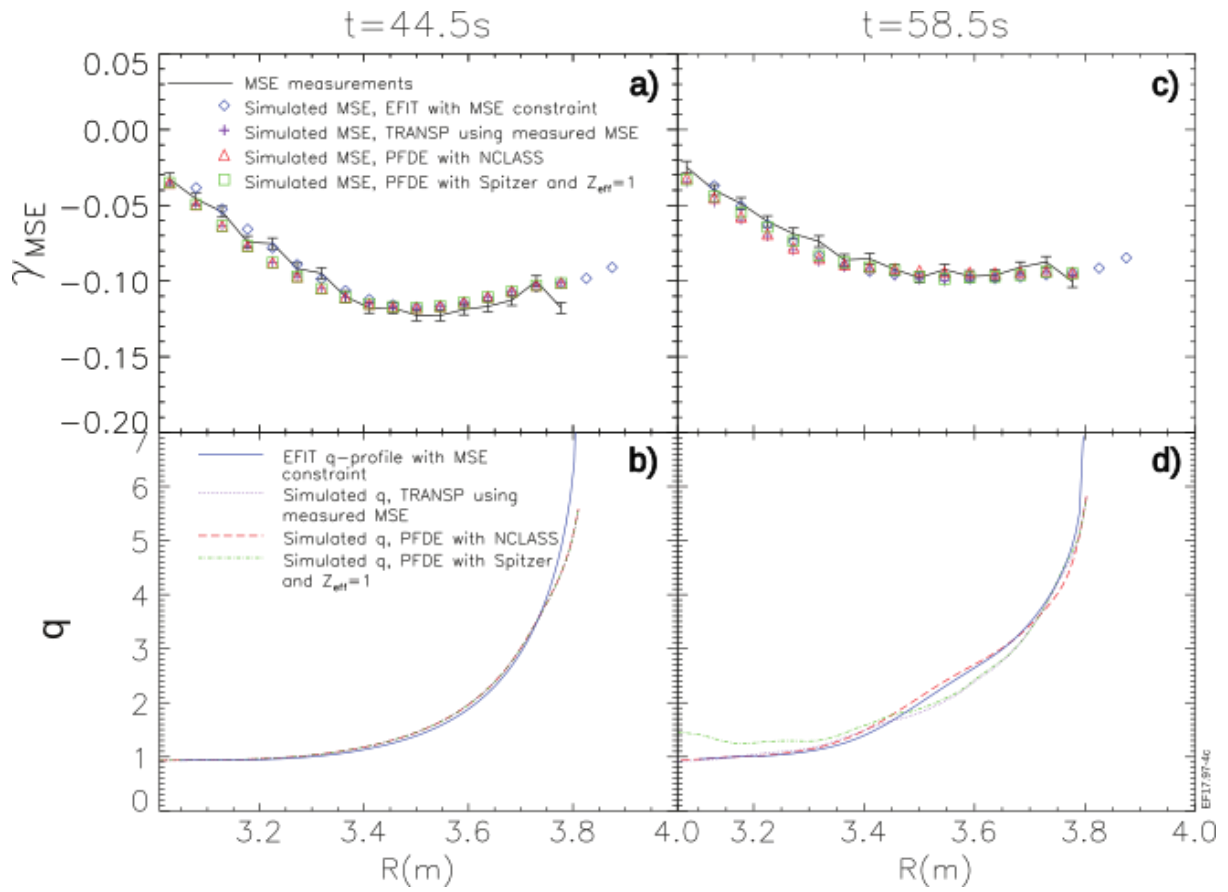 t=44.5s
t=58.5s
a)
c)
0.05
0.00
−0.05
−0.10
−0.15
−0.20
γMSE
MSE measurements
Simulated MSE, EFIT with MSE constraint
Simulated MSE, TRANSP using measured MSE
Simulated MSE, PFDE with NCLASS
Simulated MSE, PFDE with Spitzer and Zeff=1
b)
d)
7
6
5
4
3
2
1
0
q
EFIT q−profile with MSE
constraint
Simulated q, TRANSP using
measured MSE
Simulated q, PFDE with NCLASS
Simulated q, PFDE with Spitzer
and Zeff=1
EF17.97-4c
3.2
3.4
3.6
3.8
4.0
3.2
3.4
3.6
3.8
4.0
R(m)
R(m)